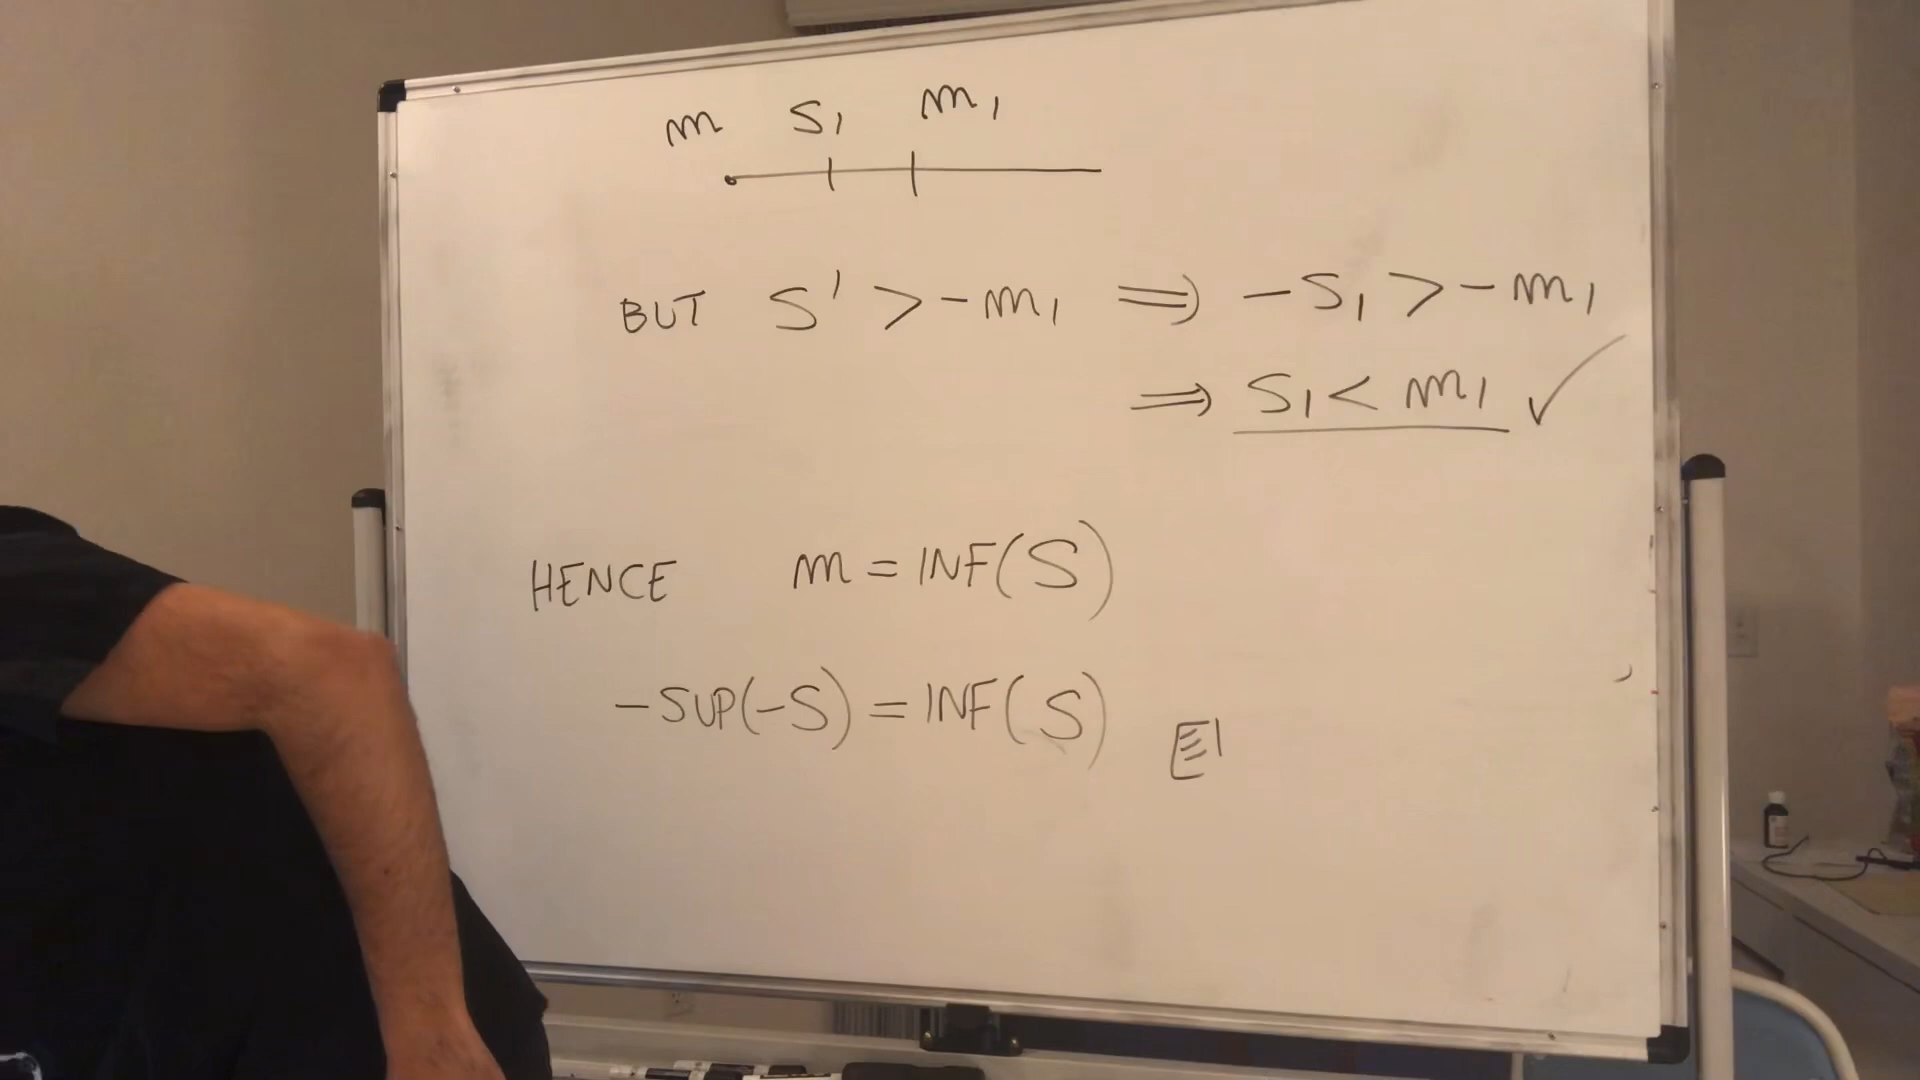 m s₁ m₁
BUT s' > -m₁ ⟹ -s₁ > -m₁
⟹ s₁ < m₁ ✓
HENCE m = INF(S)
-SUP(-S) = INF(S)